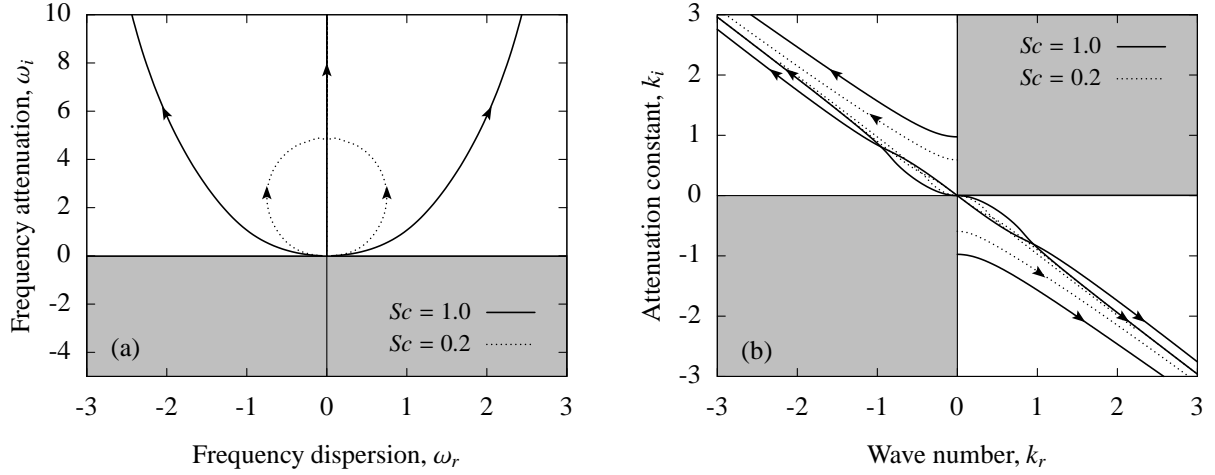 10
8
6
4
2
0
-2
-4
-3
-2
-1
0
1
2
3
Frequency attenuation, ωi
Frequency dispersion, ωr
Sc = 1.0
Sc = 0.2
(a)
3
2
1
0
-1
-2
-3
-3
-2
-1
0
1
2
3
Attenuation constant, ki
Wave number, kr
Sc = 1.0
Sc = 0.2
(b)